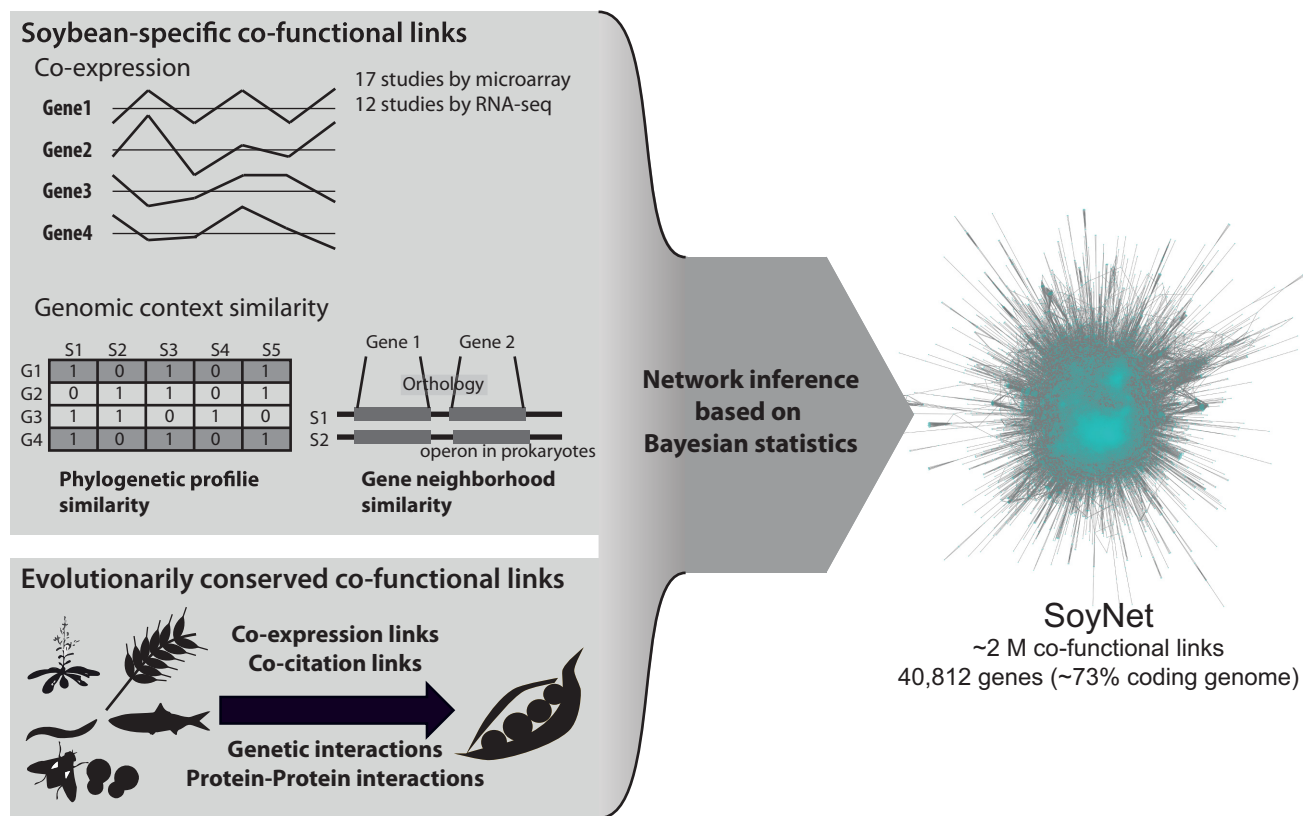 Soybean-specific co-functional links
Co-expression
17 studies by microarray
12 studies by RNA-seq
Gene1
Gene2
Gene3
Gene4
Genomic context similarity
S1 S2 S3 S4 S5
G1 1 0 1 0 1
G2 0 1 1 0 1
G3 1 1 0 1 0
G4 1 0 1 0 1
Phylogenetic profilie
similarity
Gene 1 Gene 2
Orthology
S1
S2
operon in prokaryotes
Gene neighborhood
similarity
Evolutionarily conserved co-functional links
Co-expression links
Co-citation links
Genetic interactions
Protein-Protein interactions
Network inference
based on
Bayesian statistics
SoyNet
~2 M co-functional links
40,812 genes (~73% coding genome)